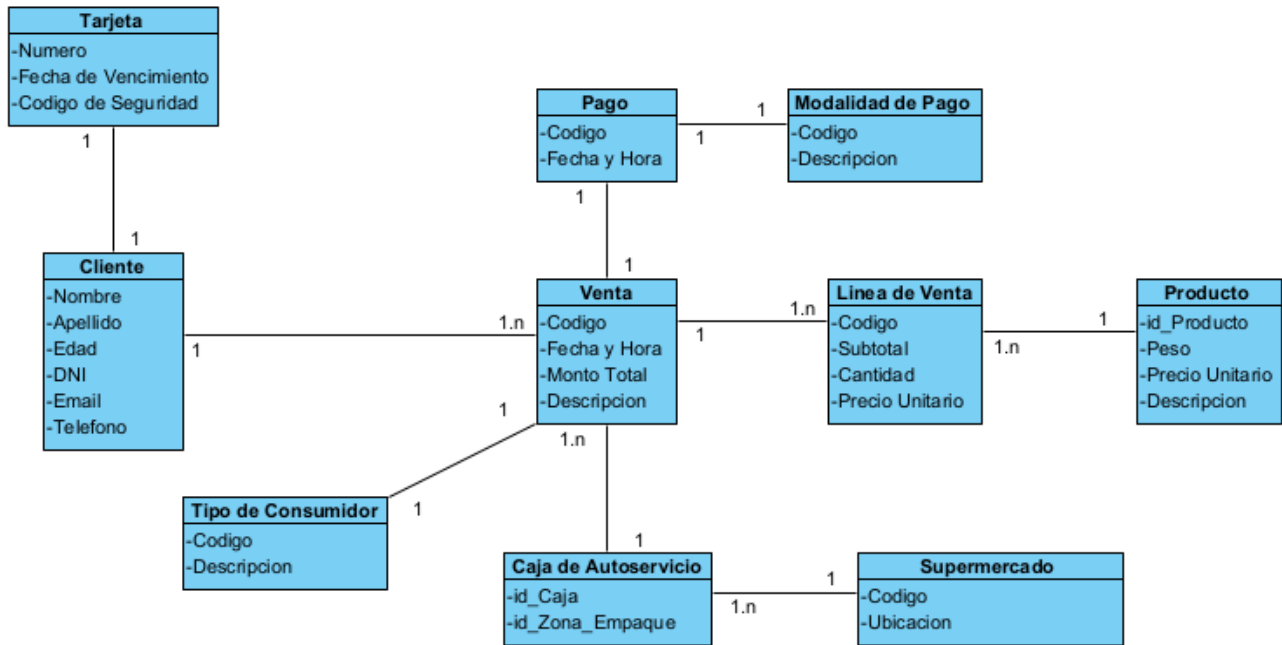 Tarjeta
-Numero
-Fecha de Vencimiento
-Codigo de Seguridad
1
1
Pago
-Codigo
-Fecha y Hora
1
1
Modalidad de Pago
-Codigo
-Descripcion
1
1
Cliente
-Nombre
-Apellido
-Edad
-DNI
-Email
-Telefono
1
1.n
Venta
-Codigo
-Fecha y Hora
-Monto Total
-Descripcion
1
1.n
Linea de Venta
-Codigo
-Subtotal
-Cantidad
-Precio Unitario
1.n
1
Producto
-id_Producto
-Peso
-Precio Unitario
-Descripcion
1
1.n
1
1
Tipo de Consumidor
-Codigo
-Descripcion
Caja de Autoservicio
-id_Caja
-id_Zona_Empaque
1.n
1
Supermercado
-Codigo
-Ubicacion